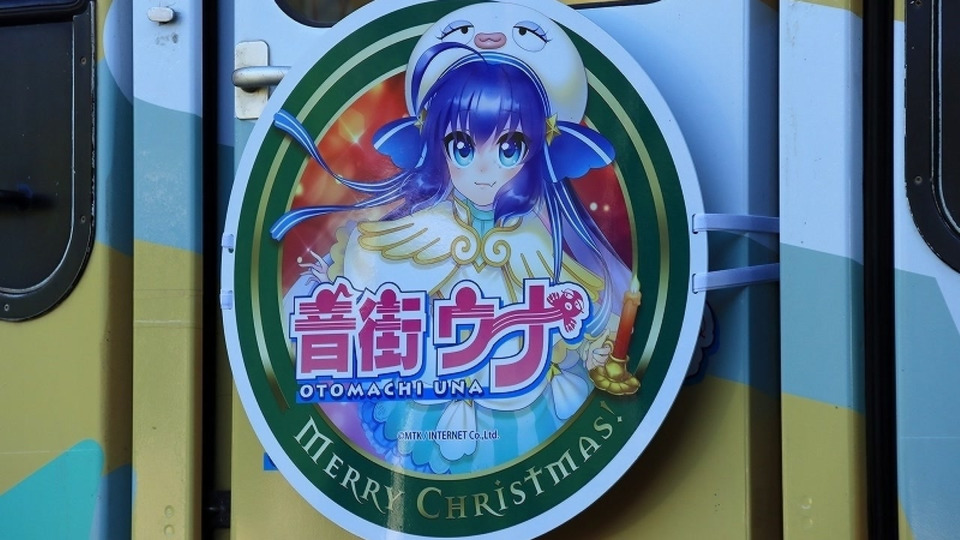 音街ウナ
OTOMACHI UNA
©MTK / INTERNET Co.,Ltd.
MERRY CHRISTMAS!